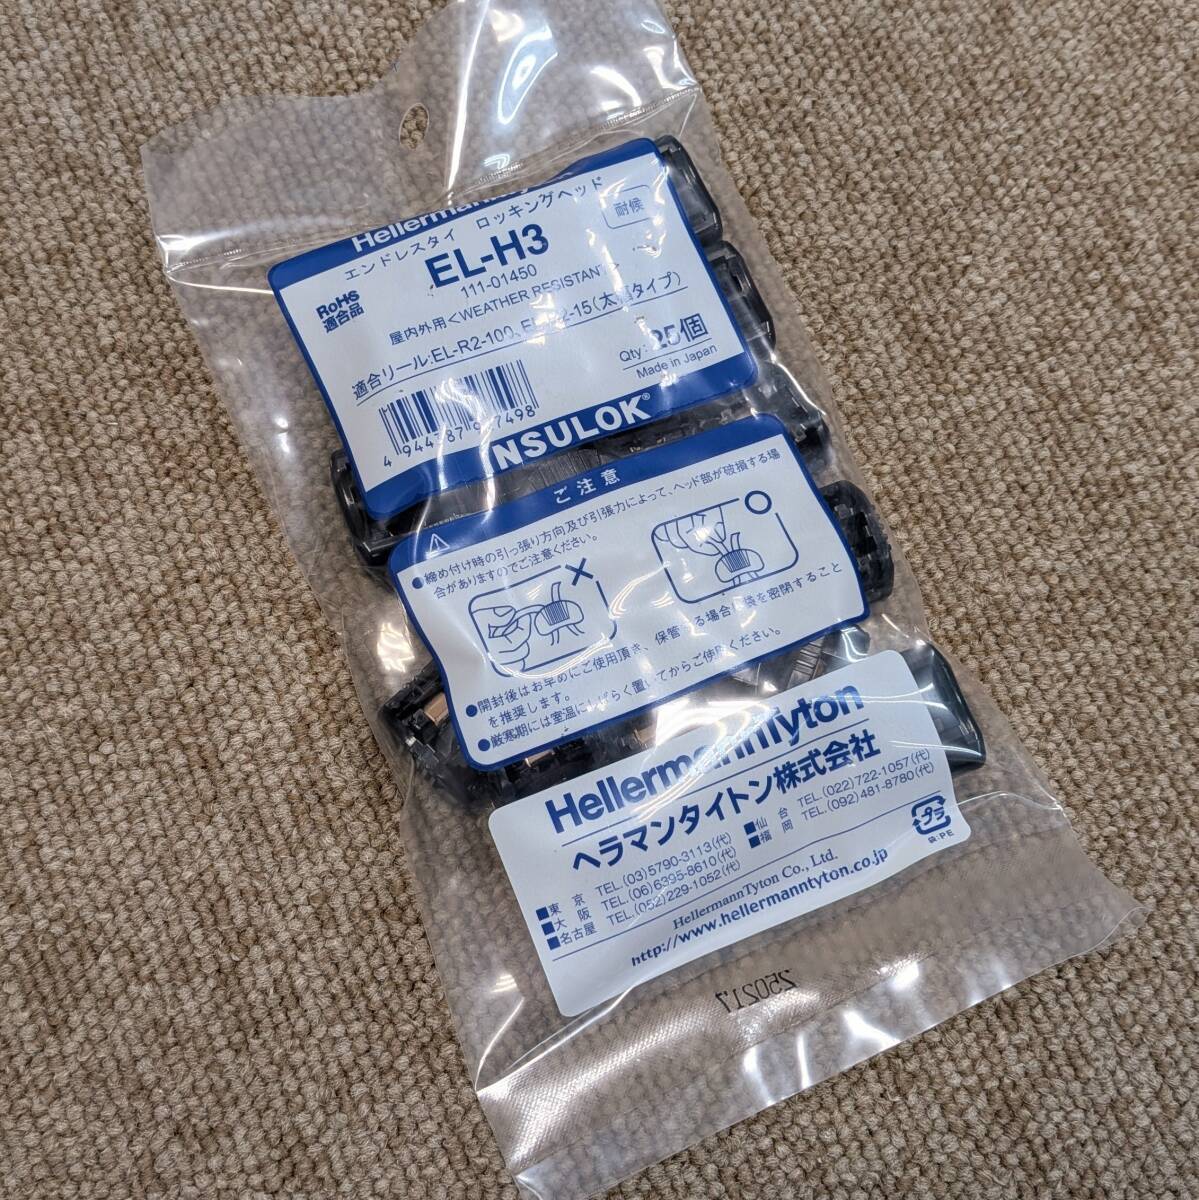 HellermannTyton
エンドレスタイ ロッキングヘッド
耐候
EL-H3
111-01450
RoHS
適合品
屋内外用<WEATHER RESISTANT>
適合リール:EL-R2-100、 2-15(太幅タイプ)
Qty: 25個
Made in Japan
4 944 87 7498
INSULOK®
ご注意
●締め付け時の引っ張り方向及び引張力によって、ヘッド部が破損する場
合がありますのでご注意ください。
●開封後はお早めにご使用頂き、保管する場合 袋を密閉すること
を推奨します。
●厳寒期には室温にしばらく置いてからご使用ください。
HellermannTyton
ヘラマンタイトン株式会社
■東京 TEL.(03)5790-3113(代)
■大阪 TEL.(06)6395-8610(代)
■名古屋 TEL.(052)229-1052(代)
■仙台 TEL.(022)722-1057(代)
■福岡 TEL.(092)481-8780(代)
プラ
袋:PE
HellermannTyton Co., Ltd.
http://www.hellermanntyton.co.jp
250217